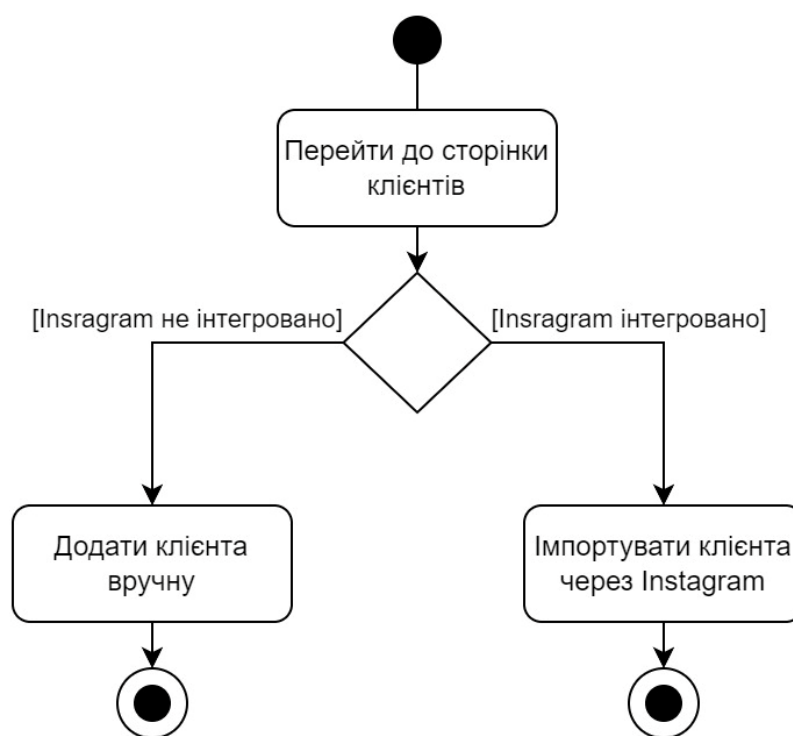 Перейти до сторінки
клієнтів
[Insragram не інтегровано]
[Insragram інтегровано]
Додати клієнта
вручну
Імпортувати клієнта
через Instagram